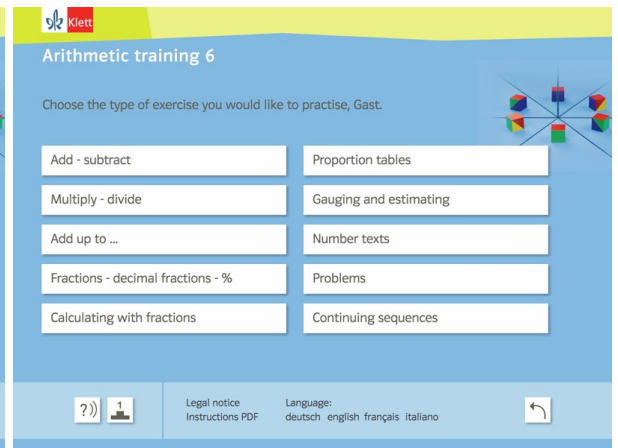 Klett
Arithmetic training 6
Choose the type of exercise you would like to practise, Gast.
Add - subtract
Multiply - divide
Add up to ...
Fractions - decimal fractions - %
Calculating with fractions
Proportion tables
Gauging and estimating
Number texts
Problems
Continuing sequences
?))
1
Legal notice
Instructions PDF
Language:
deutsch english français italiano